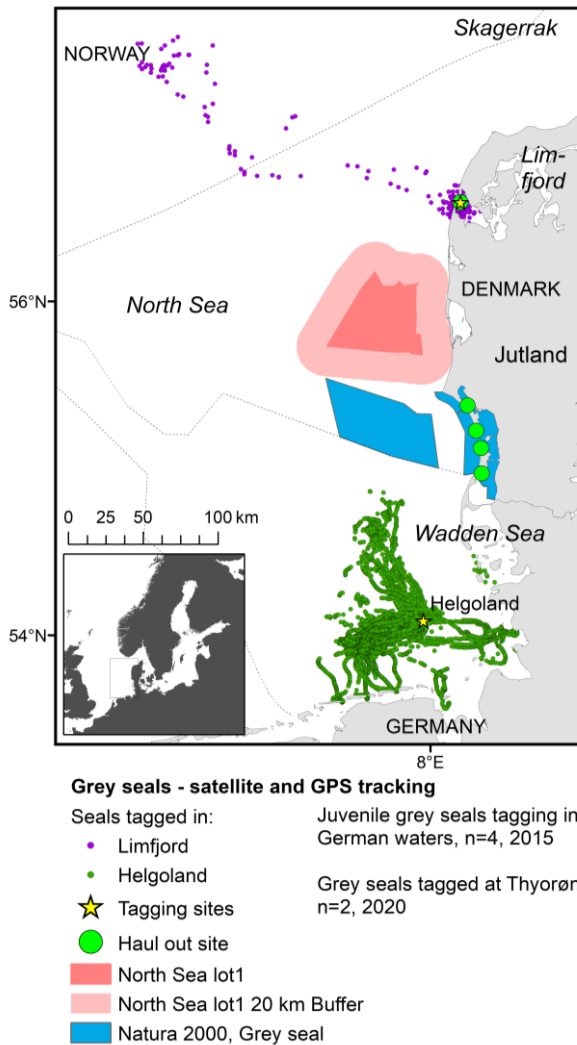 Skagerrak
NORWAY
Lim-
fjord
56°N
North Sea
DENMARK
Jutland
0 25 50 100 km
Wadden Sea
Helgoland
54°N
GERMANY
8°E
Grey seals - satellite and GPS tracking
Seals tagged in:
Limfjord
Helgoland
Tagging sites
Haul out site
North Sea lot1
North Sea lot1 20 km Buffer
Natura 2000, Grey seal
Juvenile grey seals tagging in
German waters, n=4, 2015
Grey seals tagged at Thyorøn
n=2, 2020